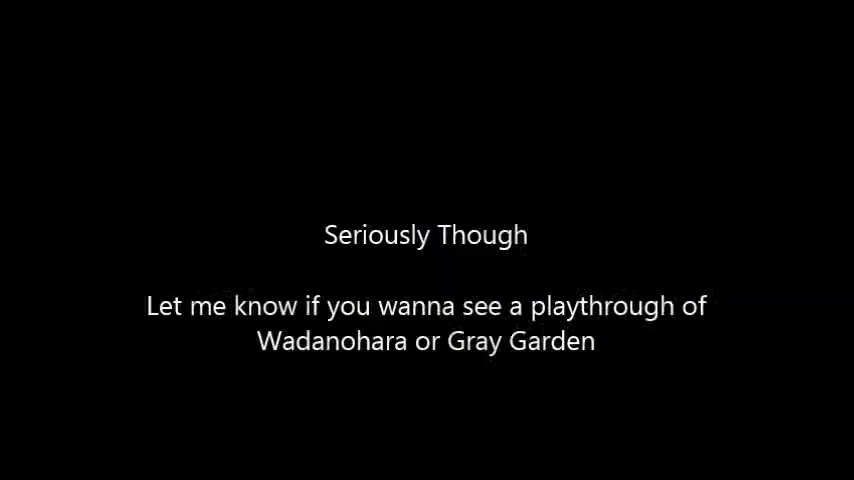 Seriously Though
Let me know if you wanna see a playthrough of
Wadanohara or Gray Garden